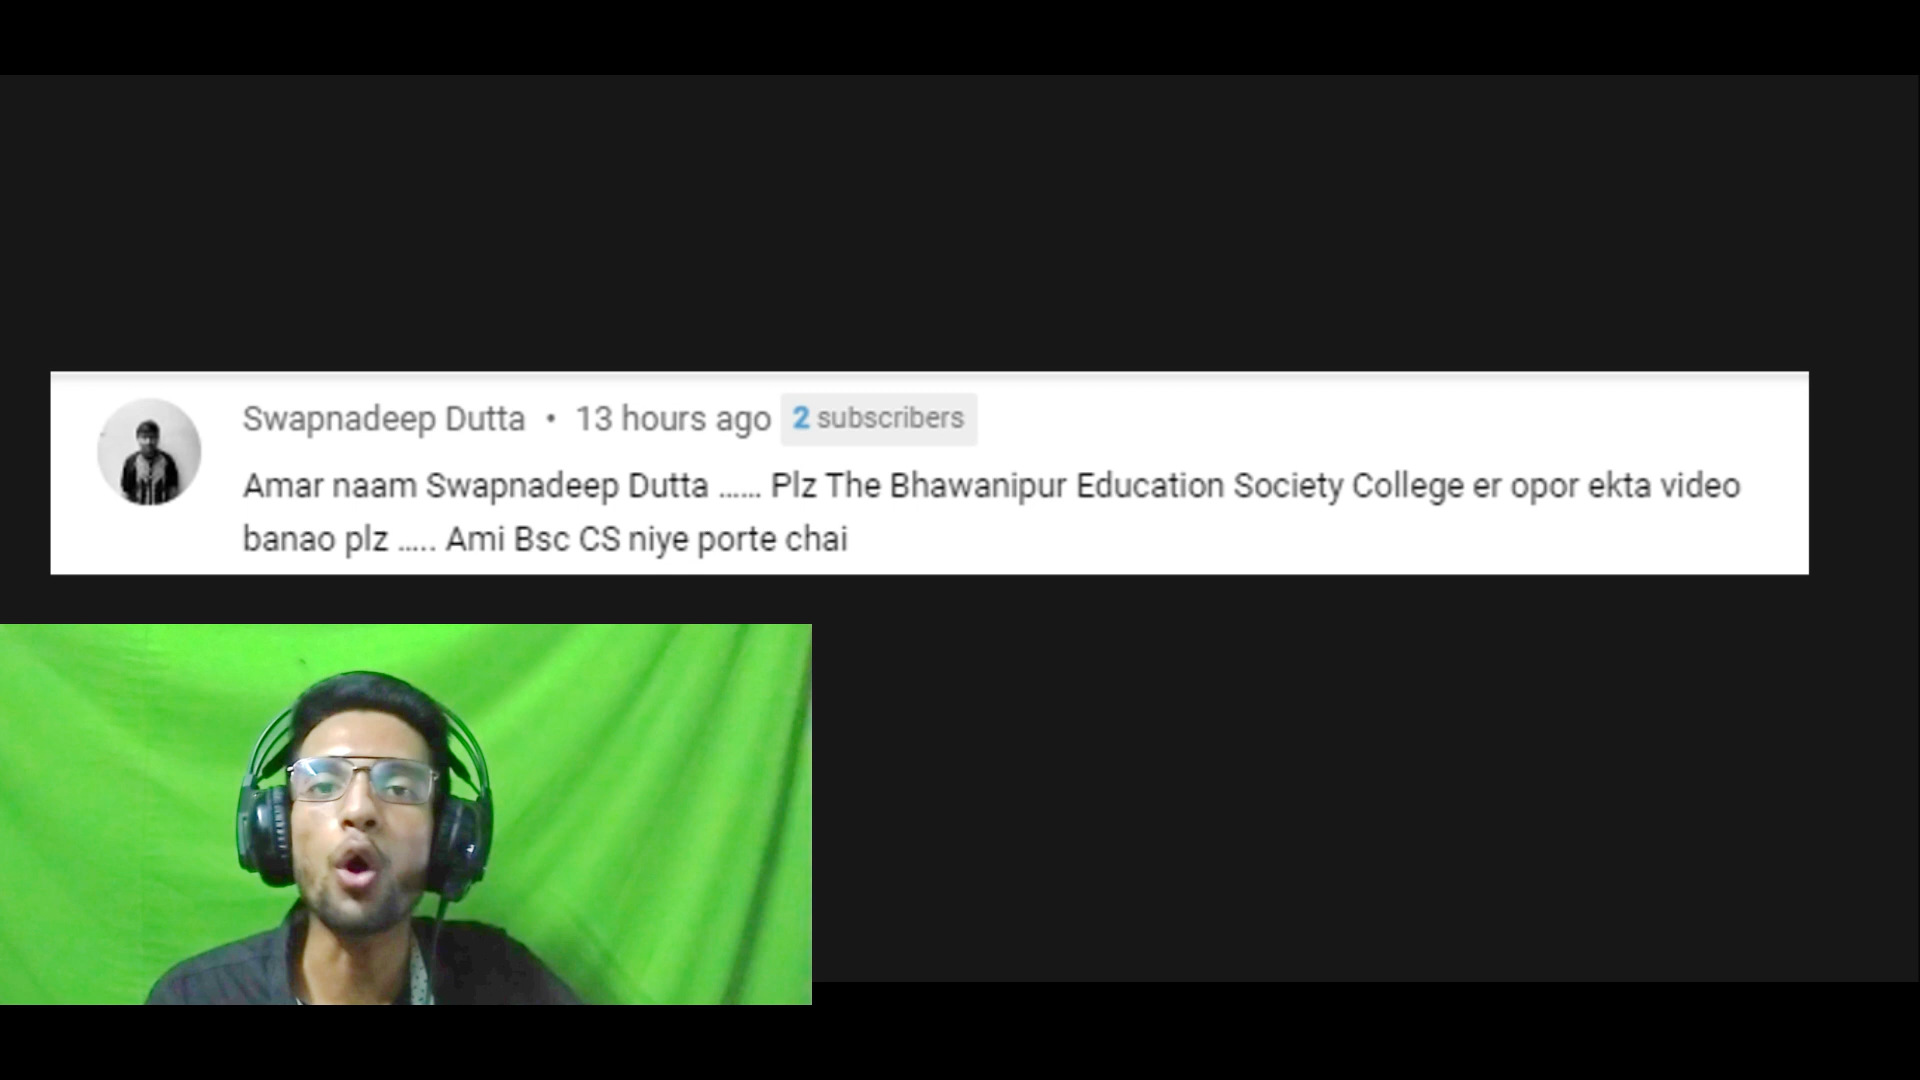 Swapnadeep Dutta • 13 hours ago 2 subscribers
Amar naam Swapnadeep Dutta ...... Plz The Bhawanipur Education Society College er opor ekta video
banao plz ..... Ami Bsc CS niye porte chai